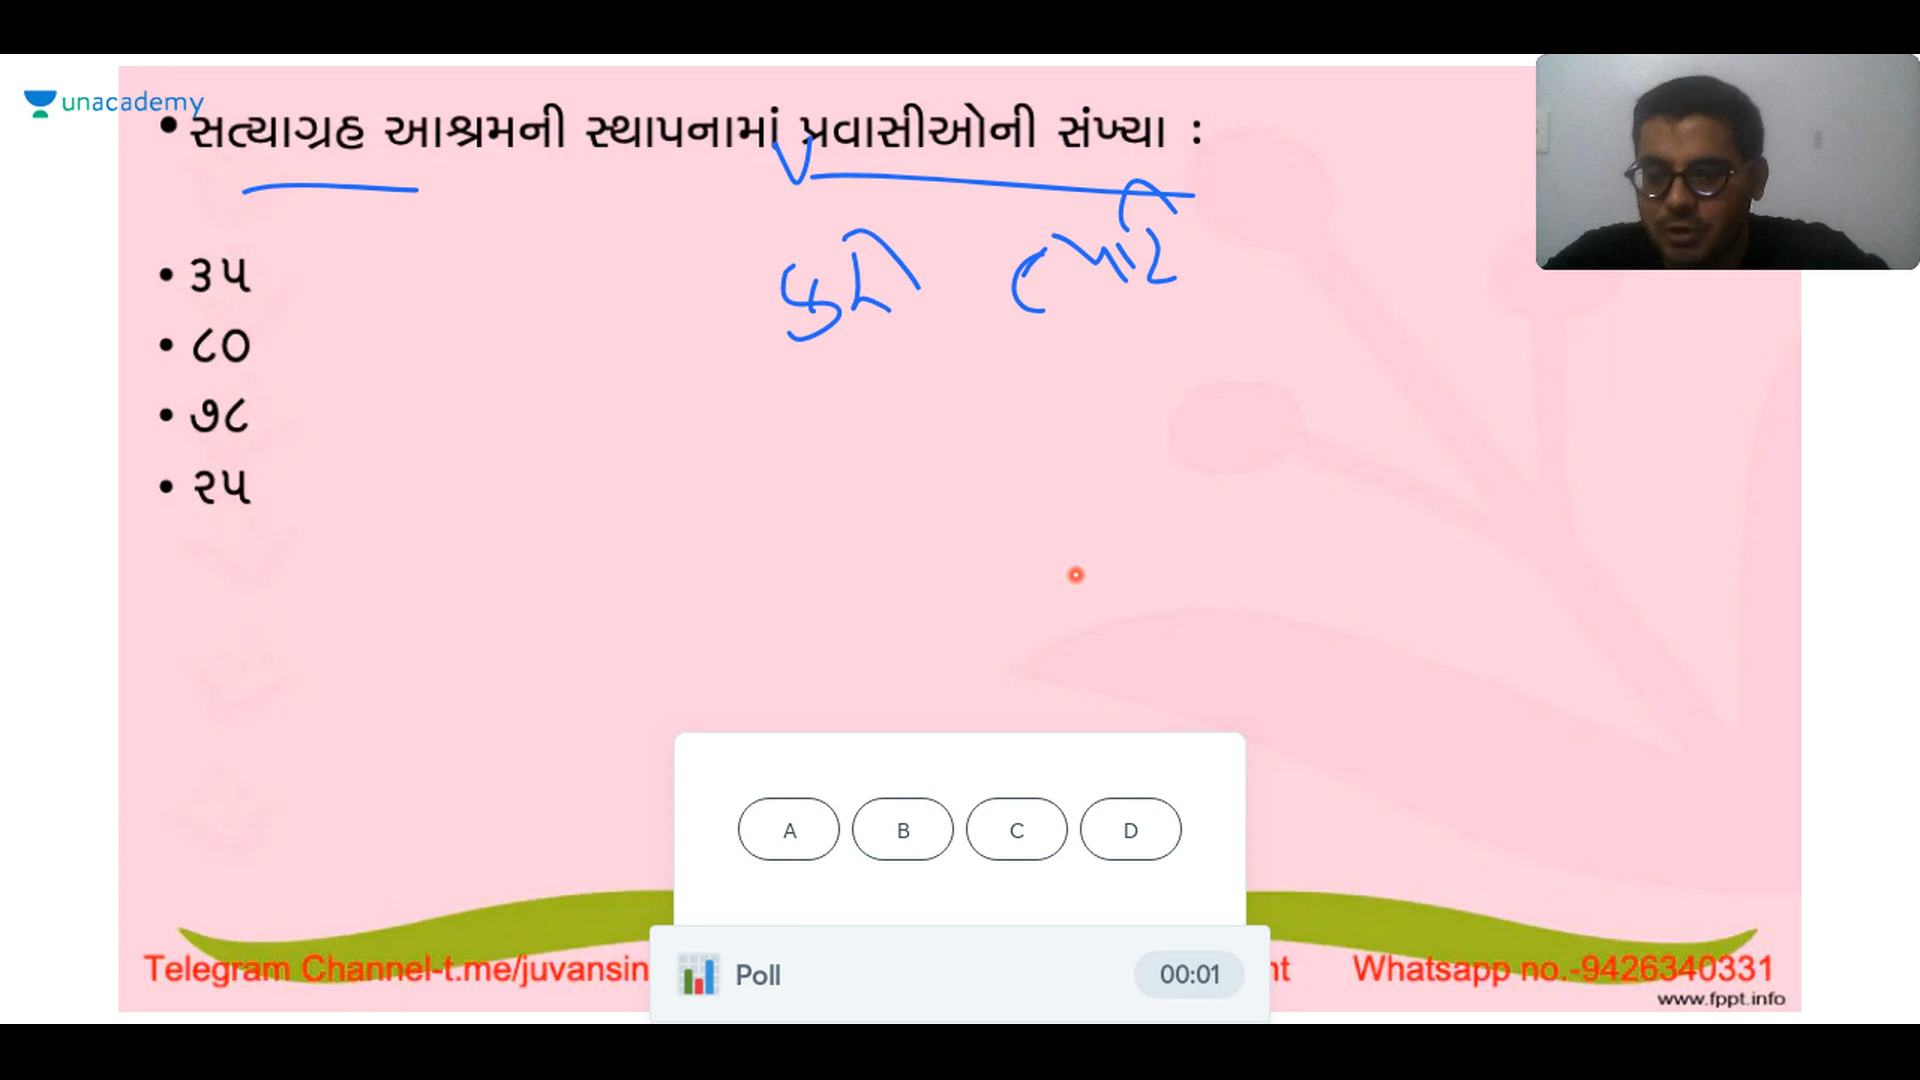 unacademy
• સત્યાગ્રહ આશ્રમની સ્થાપનામાં પ્રવાસીઓની સંખ્યા :
• ૩૫
• ૮૦
• ૭૮
• ૨૫
A B C D
Poll 00:01
Telegram Channel-t.me/juvansin
Whatsapp no.-9426340331
www.fppt.info